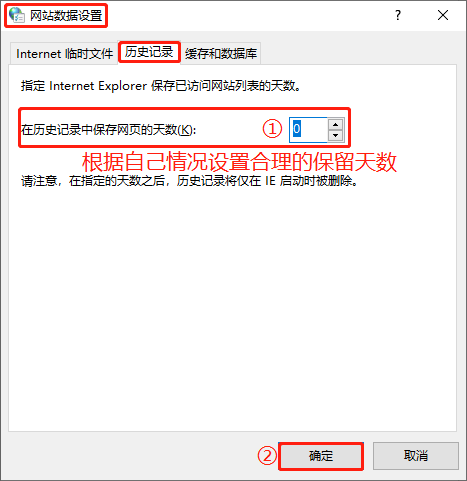 网站数据设置
?
Internet 临时文件 历史记录 缓存和数据库
指定 Internet Explorer 保存已访问网站列表的天数。
在历史记录中保存网页的天数(K): ① 0
根据自己情况设置合理的保留天数
请注意，在指定的天数之后，历史记录将仅在 IE 启动时被删除。
② 确定 取消